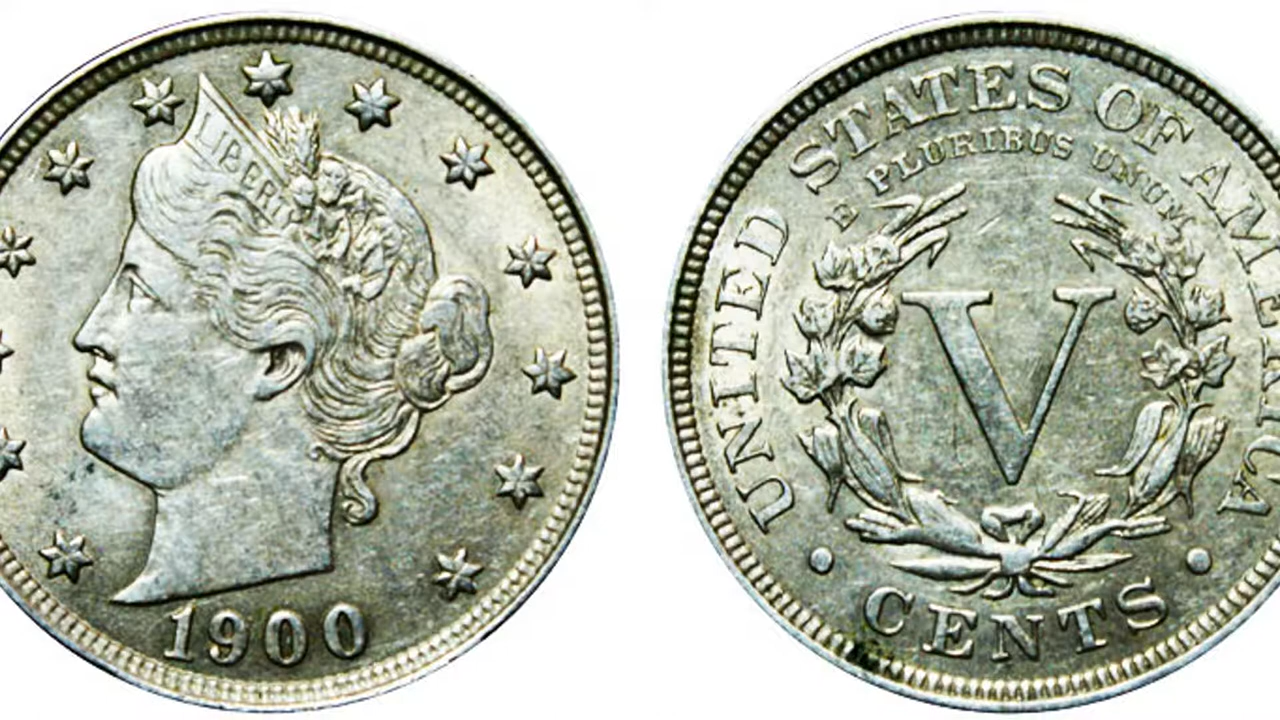 LIBERTY
1900
UNITED STATES OF AMERICA
E PLURIBUS UNUM
V
CENTS